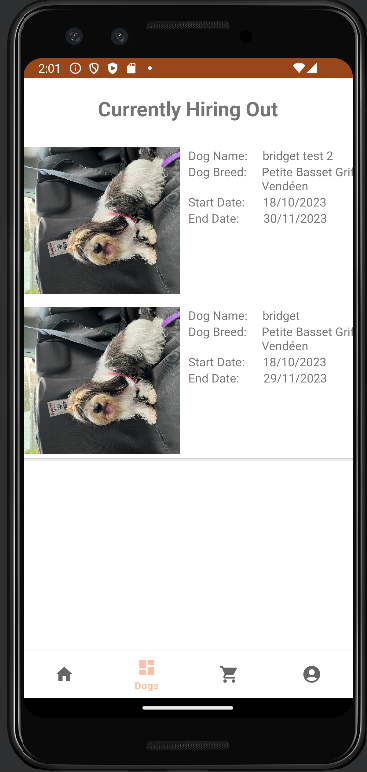 2:01
Currently Hiring Out
Dog Name: bridget test 2
Dog Breed: Petite Basset Grif
Vendéen
Start Date: 18/10/2023
End Date: 30/11/2023
Dog Name: bridget
Dog Breed: Petite Basset Grif
Vendéen
Start Date: 18/10/2023
End Date: 29/11/2023
Dogs